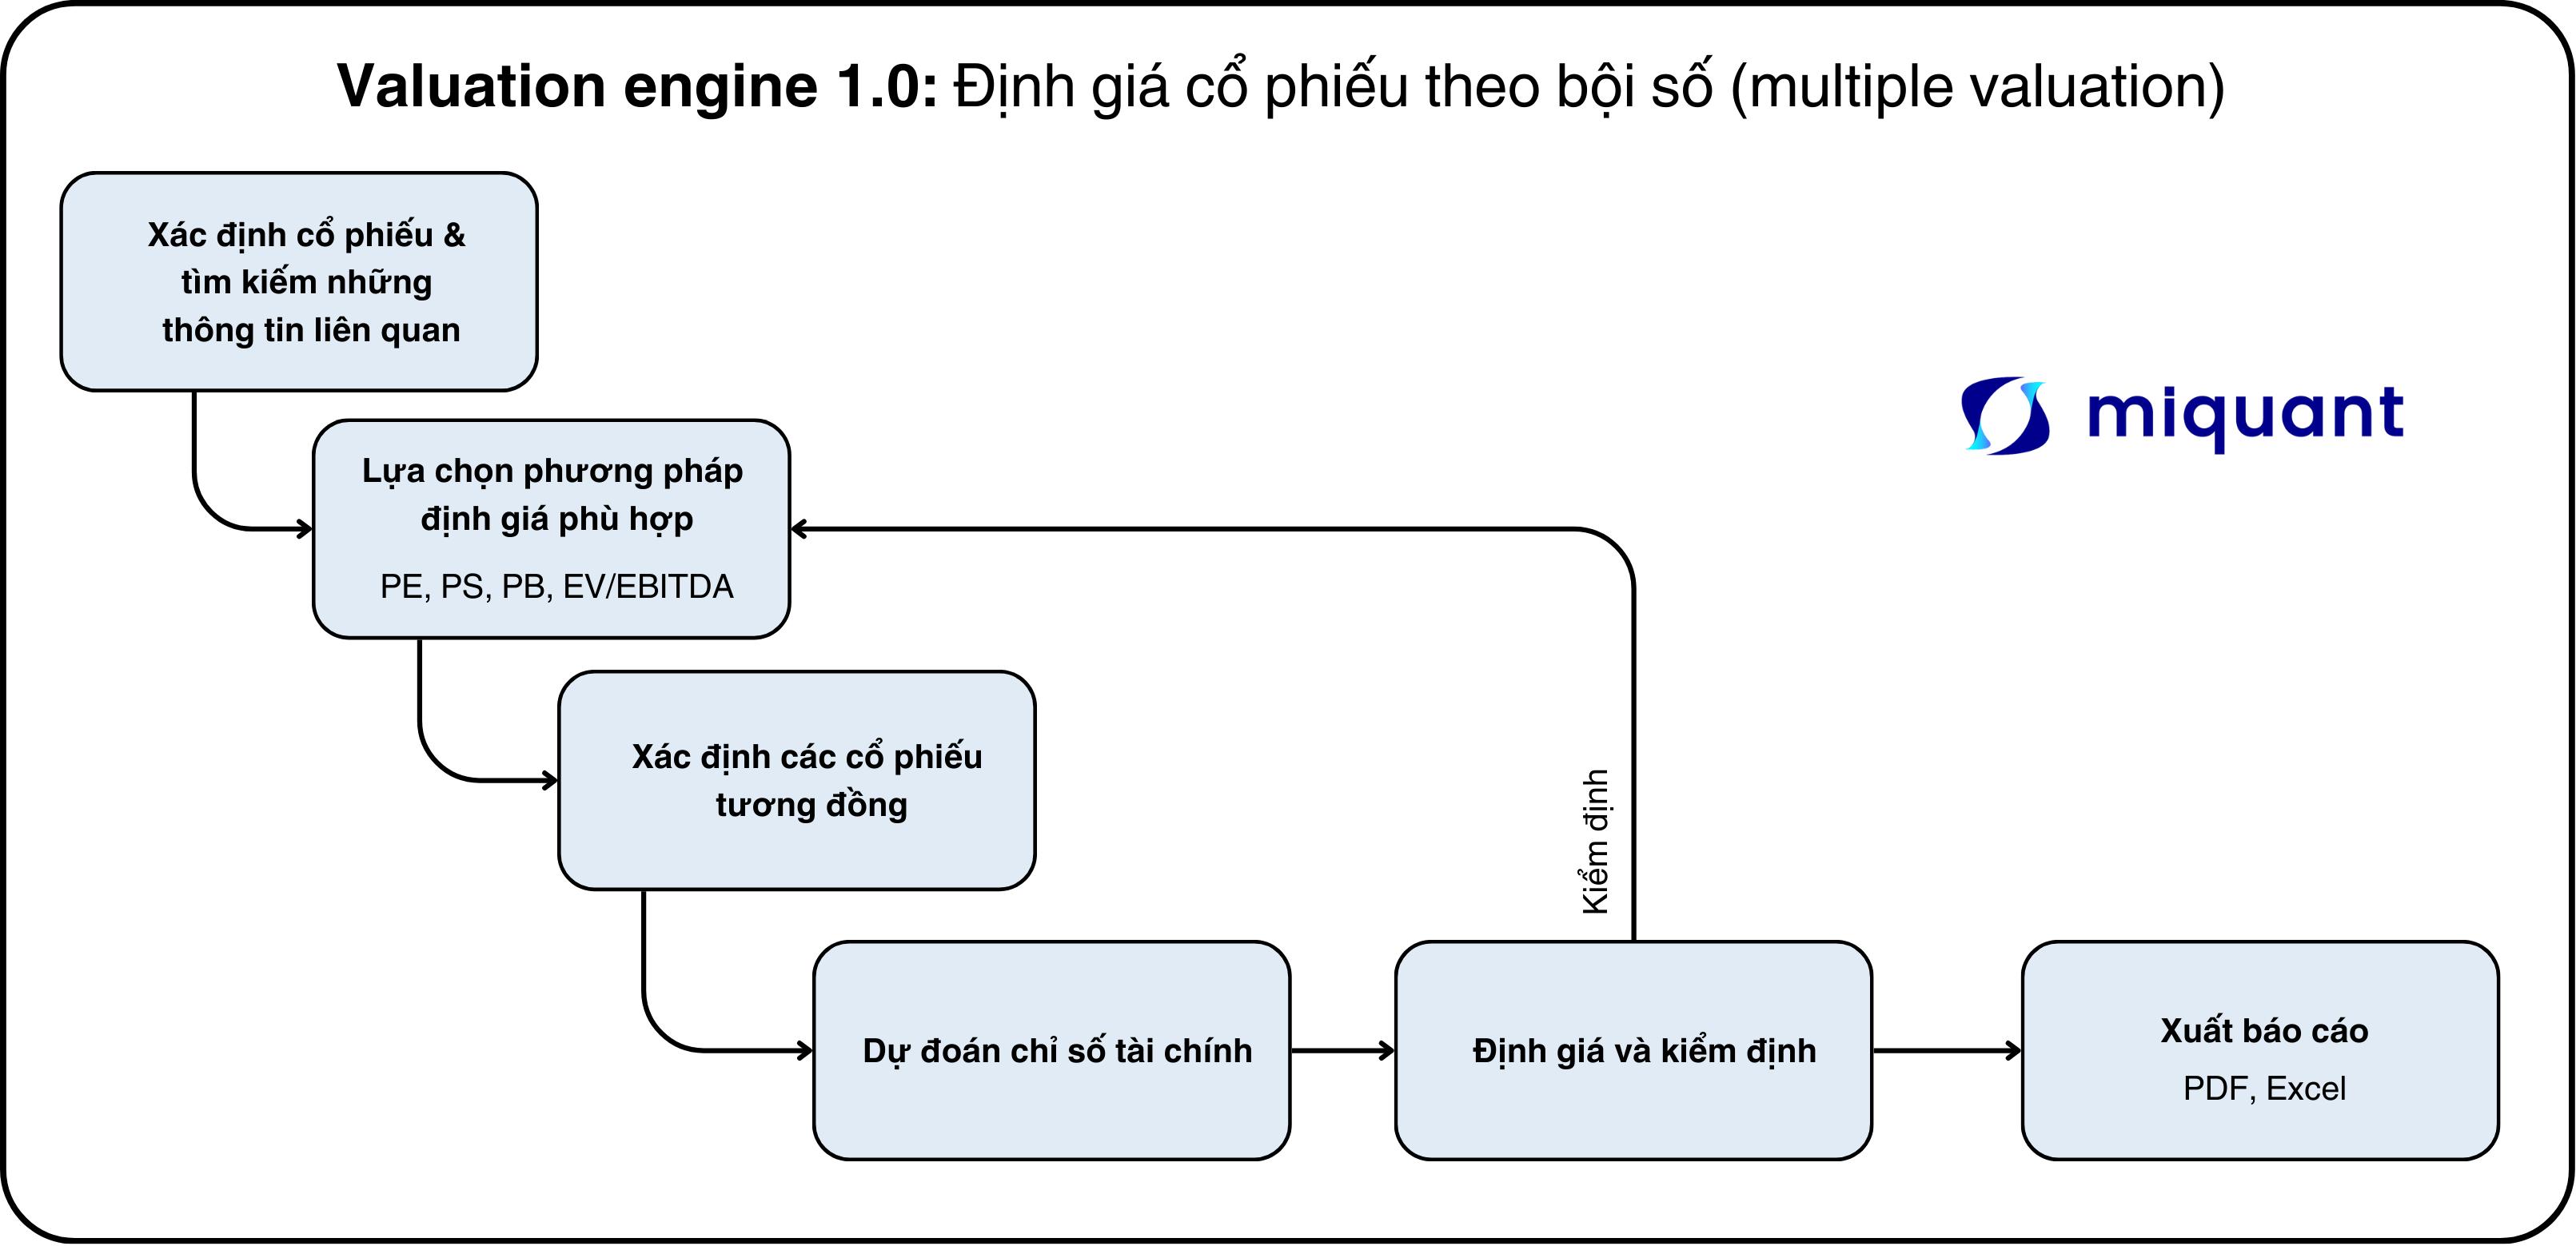 Valuation engine 1.0: Định giá cổ phiếu theo bội số (multiple valuation)
Xác định cổ phiếu &
tìm kiếm những
thông tin liên quan
miquant
Lựa chọn phương pháp
định giá phù hợp
PE, PS, PB, EV/EBITDA
Xác định các cổ phiếu
tương đồng
Kiểm định
Dự đoán chỉ số tài chính
Định giá và kiểm định
Xuất báo cáo
PDF, Excel